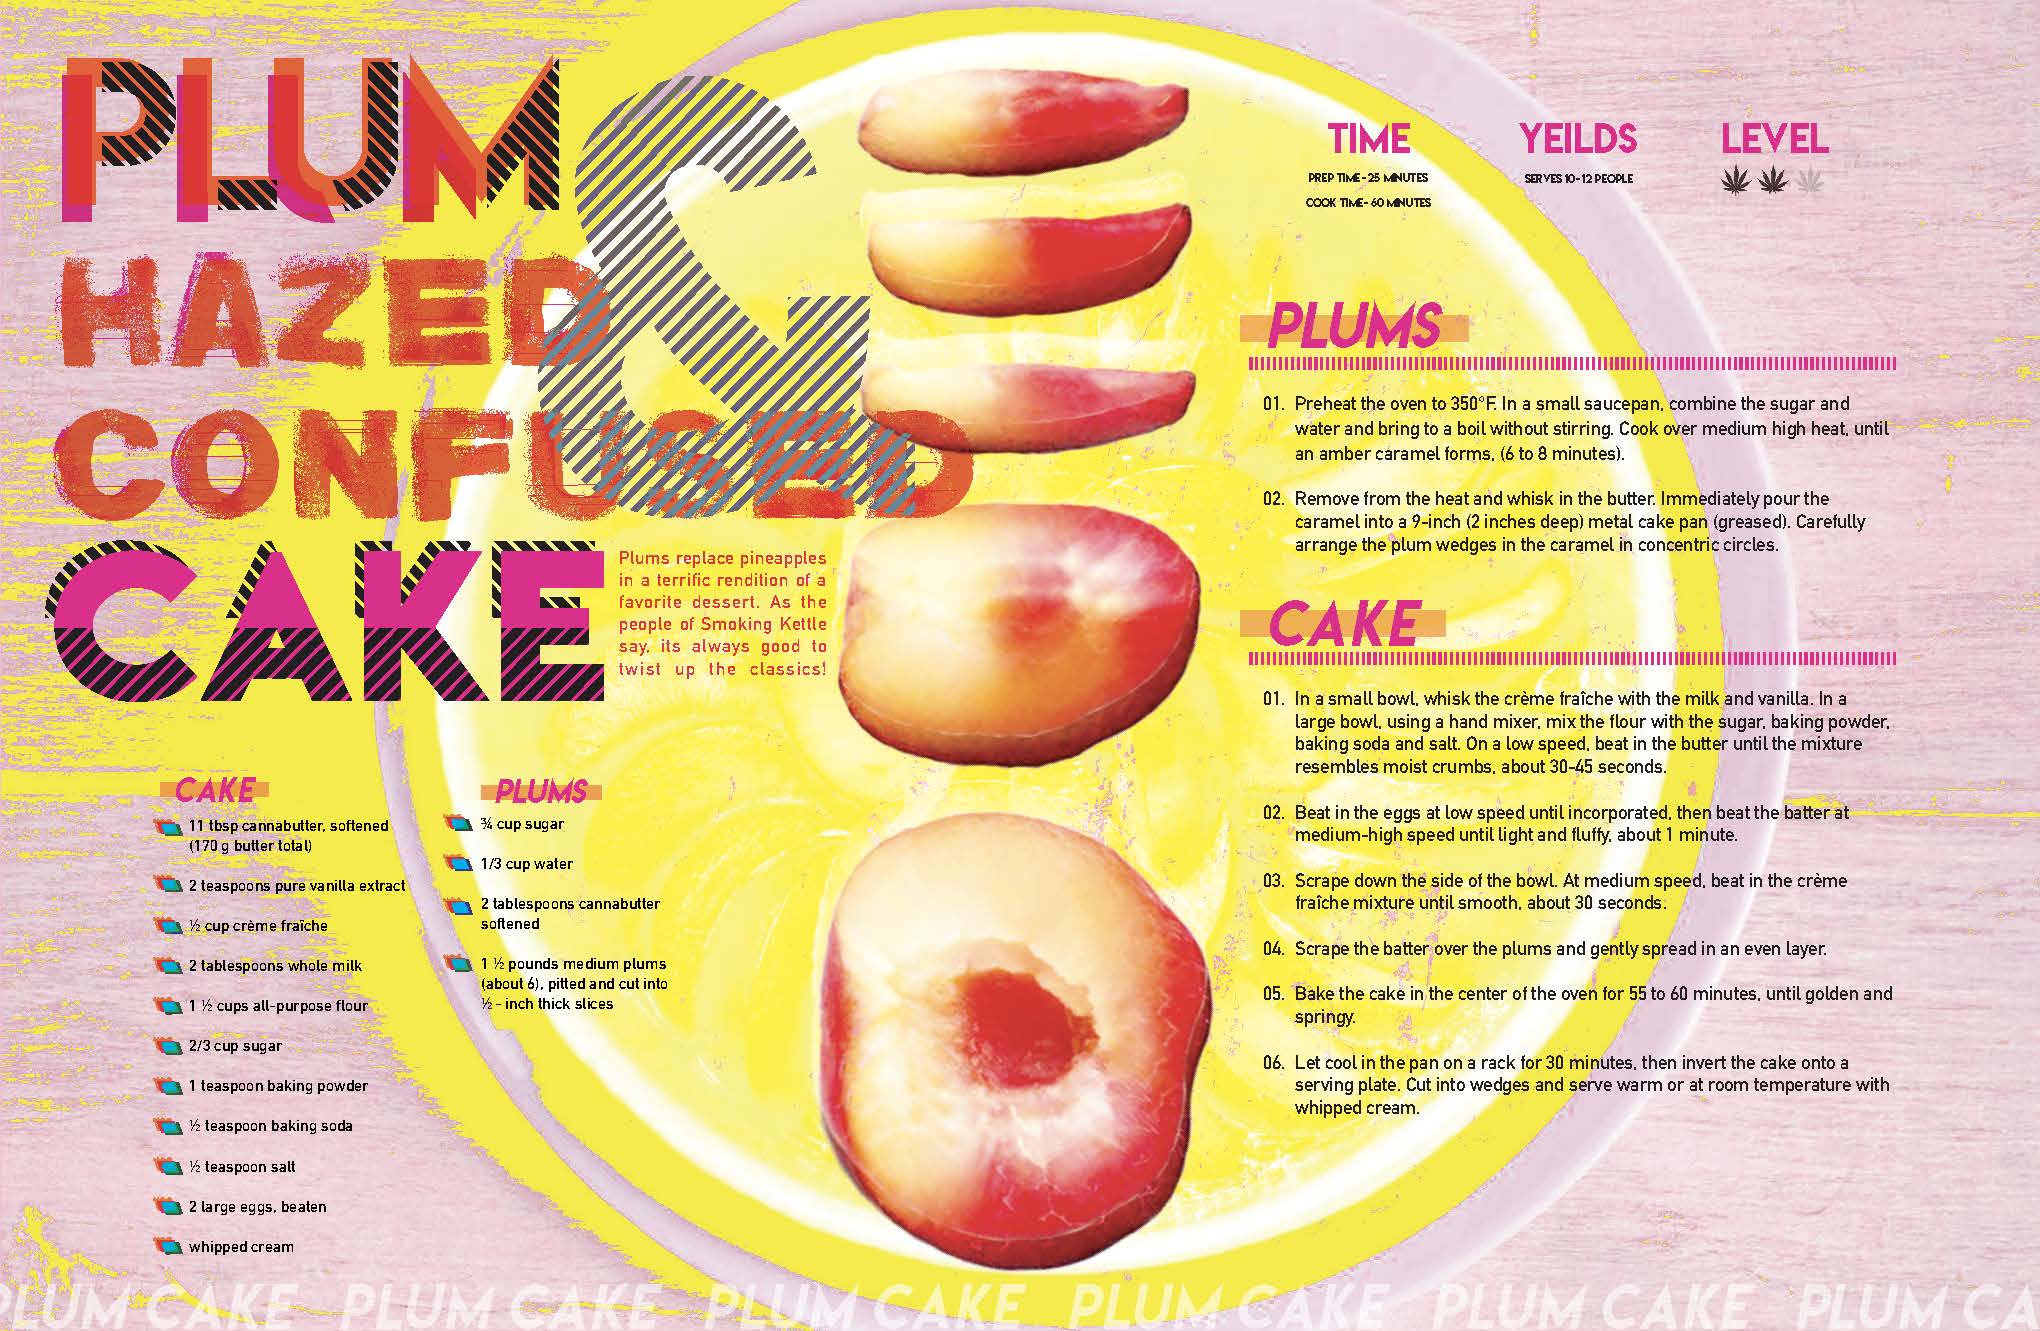 PLUM
HAZED
&
CONFUSED
CAKE
Plums replace pineapples
in a terrific rendition of a
favorite dessert. As the
people of Smoking Kettle
say, its always good to
twist up the classics!
CAKE
11 tbsp cannabutter, softened
(170 g butter total)
2 teaspoons pure vanilla extract
½ cup crème fraîche
2 tablespoons whole milk
1 ½ cups all-purpose flour
2/3 cup sugar
1 teaspoon baking powder
½ teaspoon baking soda
½ teaspoon salt
2 large eggs, beaten
whipped cream
PLUMS
¾ cup sugar
1/3 cup water
2 tablespoons cannabutter
softened
1 ½ pounds medium plums
(about 6), pitted and cut into
½ - inch thick slices
TIME
PREP TIME - 25 MINUTES
COOK TIME - 60 MINUTES
YEILDS
SERVES 10-12 PEOPLE
LEVEL
PLUMS
01. Preheat the oven to 350°F. In a small saucepan, combine the sugar and
water and bring to a boil without stirring. Cook over medium high heat, until
an amber caramel forms, (6 to 8 minutes).
02. Remove from the heat and whisk in the butter. Immediately pour the
caramel into a 9-inch (2 inches deep) metal cake pan (greased). Carefully
arrange the plum wedges in the caramel in concentric circles.
CAKE
01. In a small bowl, whisk the crème fraîche with the milk and vanilla. In a
large bowl, using a hand mixer, mix the flour with the sugar, baking powder,
baking soda and salt. On a low speed, beat in the butter until the mixture
resembles moist crumbs, about 30-45 seconds.
02. Beat in the eggs at low speed until incorporated, then beat the batter at
medium-high speed until light and fluffy, about 1 minute.
03. Scrape down the side of the bowl. At medium speed, beat in the crème
fraîche mixture until smooth, about 30 seconds.
04. Scrape the batter over the plums and gently spread in an even layer.
05. Bake the cake in the center of the oven for 55 to 60 minutes, until golden and
springy.
06. Let cool in the pan on a rack for 30 minutes, then invert the cake onto a
serving plate. Cut into wedges and serve warm or at room temperature with
whipped cream.
PLUM CAKE PLUM CAKE PLUM CAKE PLUM CAKE PLUM CAKE PLUM CA